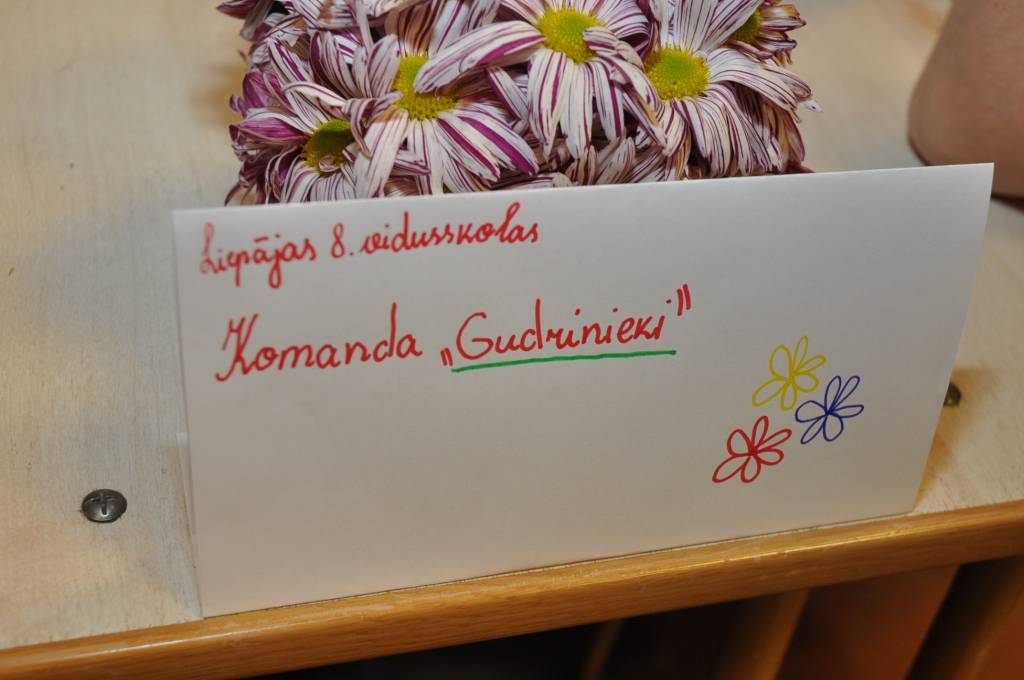 Liepājas 8. vidusskolas
Komanda „Gudrinieki”